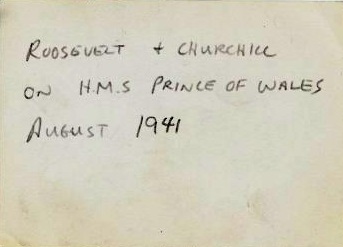 ROOSEVELT + CHURCHILL
ON H.M.S PRINCE OF WALES
AUGUST 1941